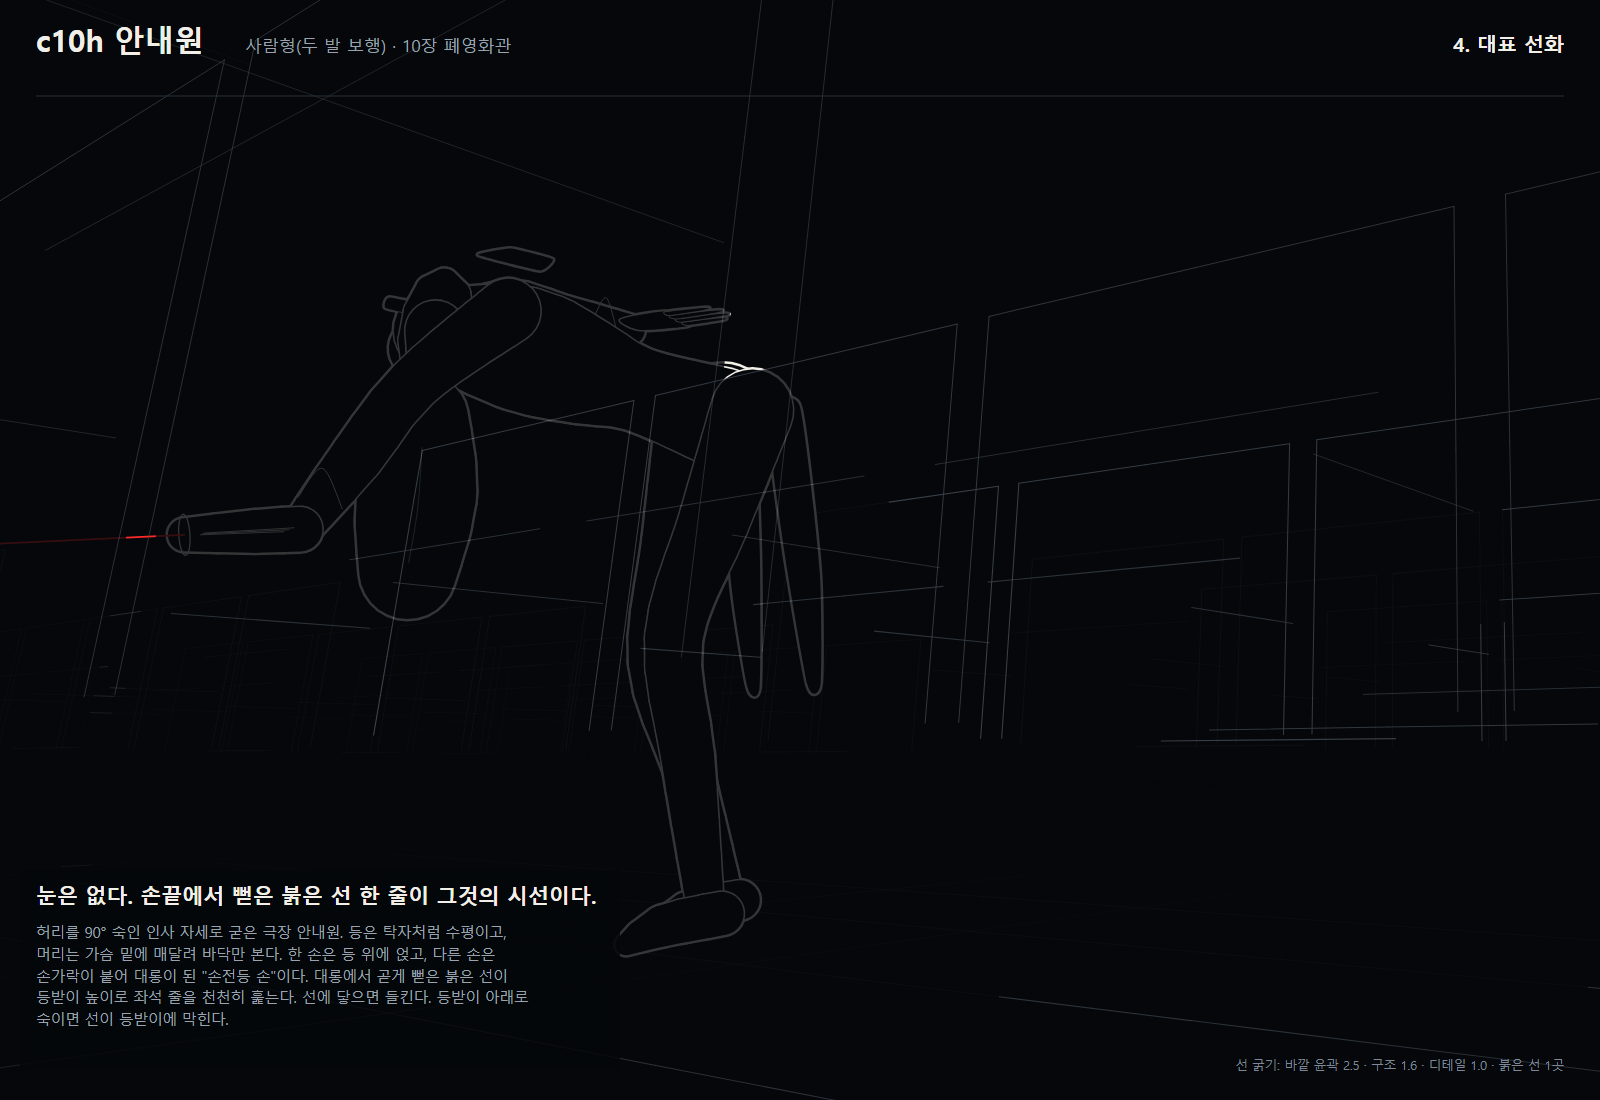 c10h 안내원
사람형(두 발 보행) · 10장 폐영화관
4. 대표 선화
눈은 없다. 손끝에서 뻗은 붉은 선 한 줄이 그것의 시선이다.
허리를 90° 숙인 인사 자세로 굳은 극장 안내원. 등은 탁자처럼 수평이고,
머리는 가슴 밑에 매달려 바닥만 본다. 한 손은 등 위에 얹고, 다른 손은
손가락이 붙어 대롱이 된 "손전등 손"이다. 대롱에서 곧게 뻗은 붉은 선이
등받이 높이로 좌석 줄을 천천히 훑는다. 선에 닿으면 들킨다. 등받이 아래로
숙이면 선이 등받이에 막힌다.
선 굵기: 바깥 윤곽 2.5 · 구조 1.6 · 디테일 1.0 · 붉은 선 1곳